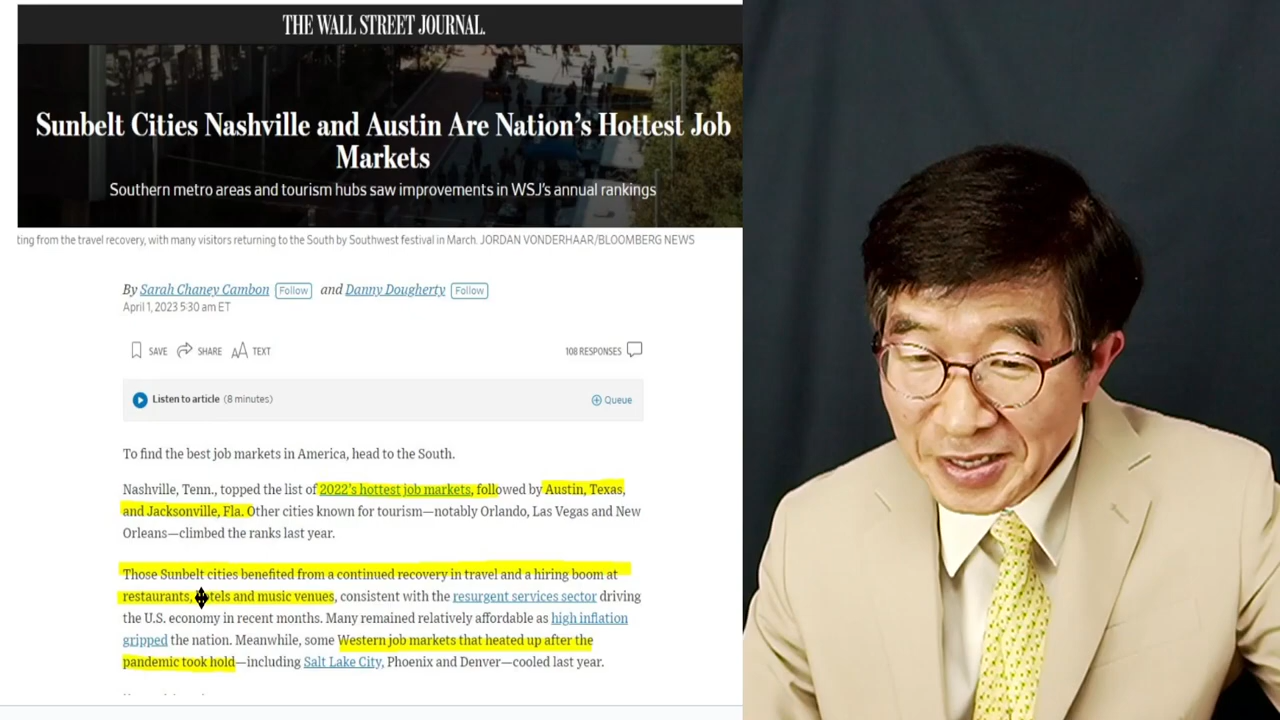 THE WALL STREET JOURNAL.
Sunbelt Cities Nashville and Austin Are Nation's Hottest Job
Markets
Southern metro areas and tourism hubs saw improvements in WSJ's annual rankings
ting from the travel recovery, with many visitors returning to the South by Southwest festival in March. JORDAN VONDERHAAR/BLOOMBERG NEWS
By Sarah Chaney Cambon Follow and Danny Dougherty Follow
April 1, 2023 5:30 am ET
SAVE SHARE AA TEXT 108 RESPONSES
Listen to article (8 minutes) Queue
To find the best job markets in America, head to the South.
Nashville, Tenn., topped the list of 2022's hottest job markets, followed by Austin, Texas,
and Jacksonville, Fla. Other cities known for tourism—notably Orlando, Las Vegas and New
Orleans—climbed the ranks last year.
Those Sunbelt cities benefited from a continued recovery in travel and a hiring boom at
restaurants, hotels and music venues, consistent with the resurgent services sector driving
the U.S. economy in recent months. Many remained relatively affordable as high inflation
gripped the nation. Meanwhile, some Western job markets that heated up after the
pandemic took hold—including Salt Lake City, Phoenix and Denver—cooled last year.